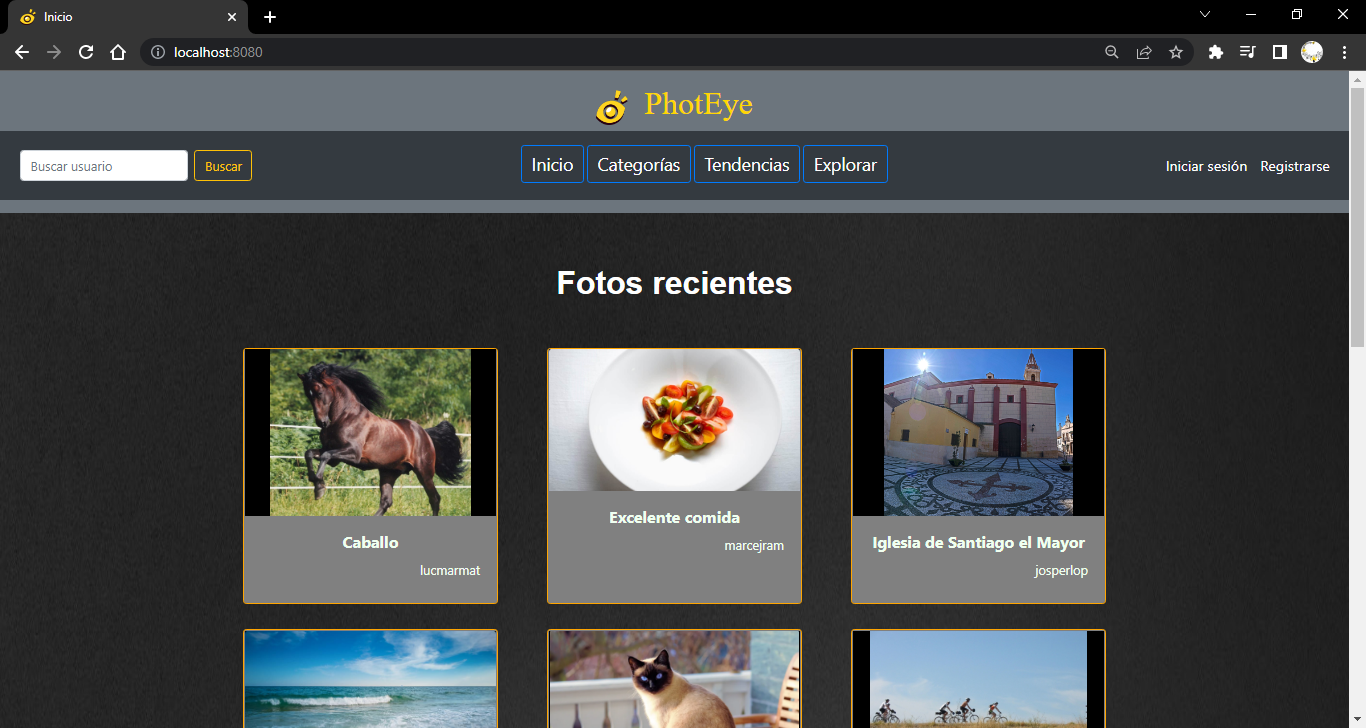 Inicio
localhost:8080
PhotEye
Buscar usuario Buscar Inicio Categorías Tendencias Explorar Iniciar sesión Registrarse
Fotos recientes
Caballo
lucmarmat
Excelente comida
marcejram
Iglesia de Santiago el Mayor
josperlop